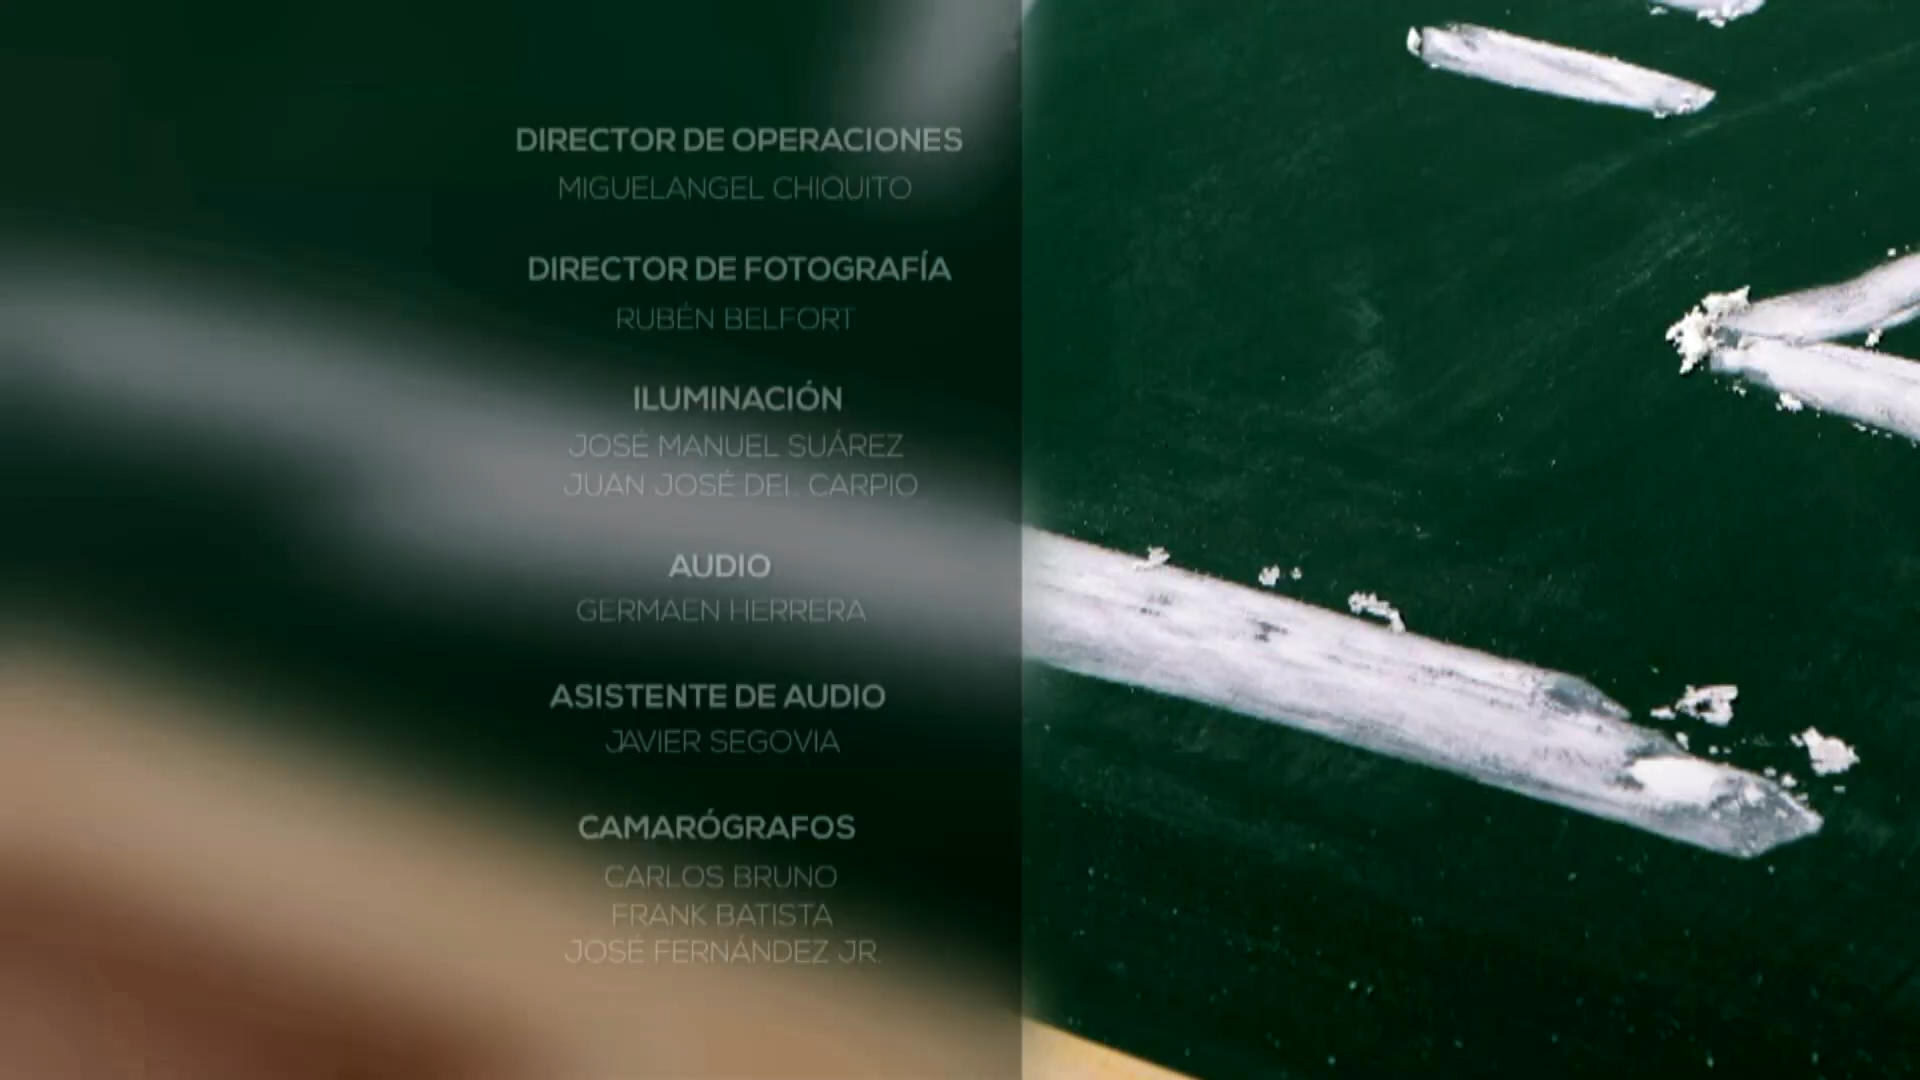 DIRECTOR DE OPERACIONES
MIGUELANGEL CHIQUITO
DIRECTOR DE FOTOGRAFÍA
RUBÉN BELFORT
ILUMINACIÓN
JOSÉ MANUEL SUÁREZ
JUAN JOSÉ DEL CARPIO
AUDIO
GERMAEN HERRERA
ASISTENTE DE AUDIO
JAVIER SEGOVIA
CAMARÓGRAFOS
CARLOS BRUNO
FRANK BATISTA
JOSÉ FERNÁNDEZ JR.